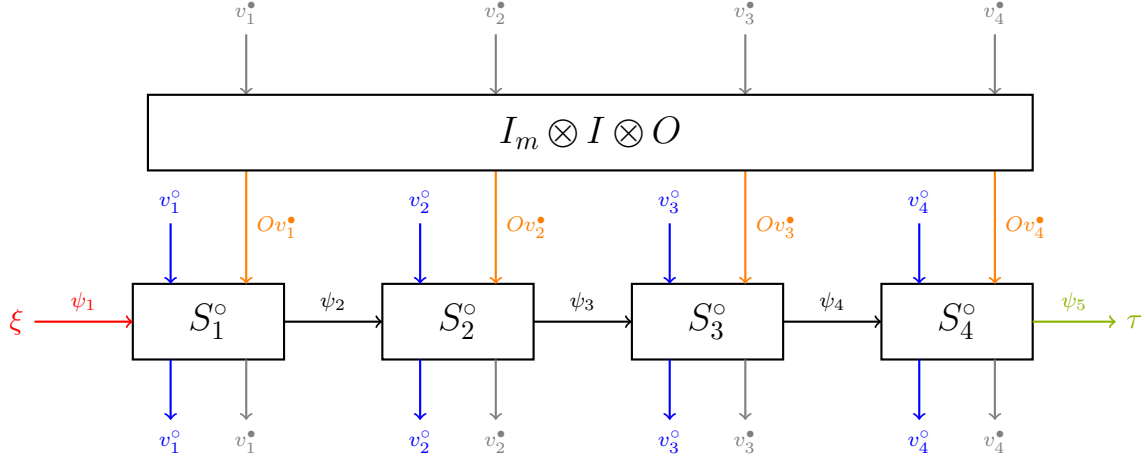 v₁• v₂• v₃• v₄•
Iₘ ⊗ I ⊗ O
v₁° v₂° v₃° v₄°
Ov₁• Ov₂• Ov₃• Ov₄•
ξ ψ₁ S₁° ψ₂ S₂° ψ₃ S₃° ψ₄ S₄° ψ₅ τ
v₁° v₁• v₂° v₂• v₃° v₃• v₄° v₄•